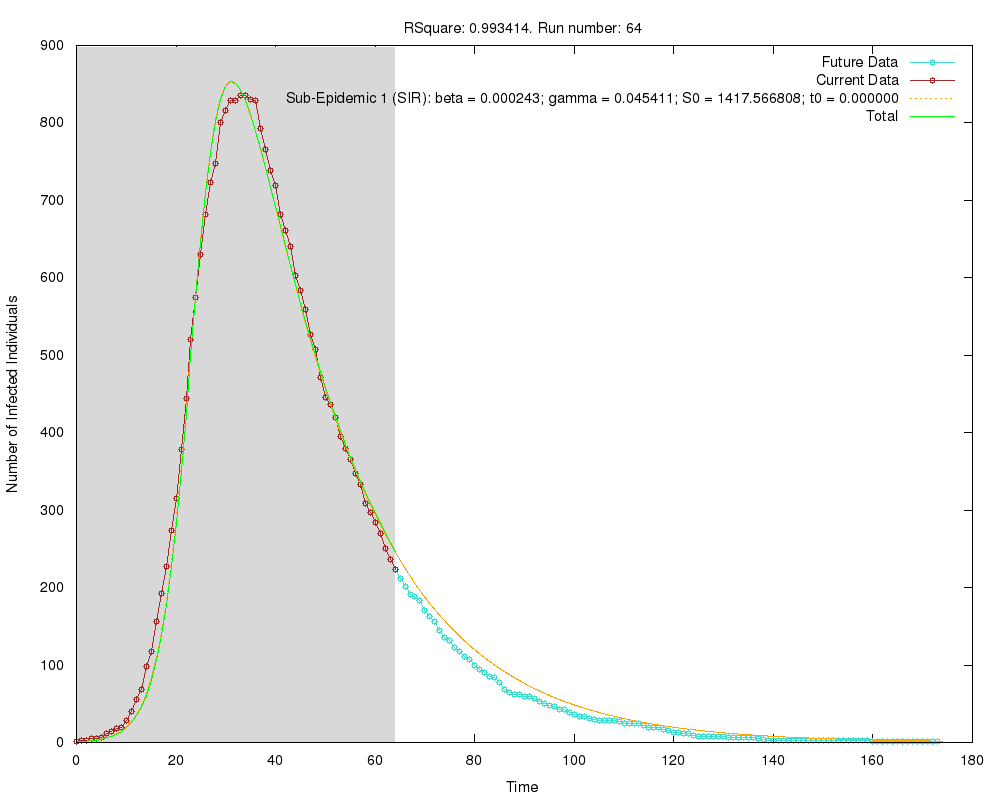 RSquare: 0.993414. Run number: 64
900
800
700
600
500
400
300
200
100
0
Number of Infected Individuals
Future Data
Current Data
Sub-Epidemic 1 (SIR): beta = 0.000243; gamma = 0.045411; S0 = 1417.566808; t0 = 0.000000
Total
0 20 40 60 80 100 120 140 160 180
Time